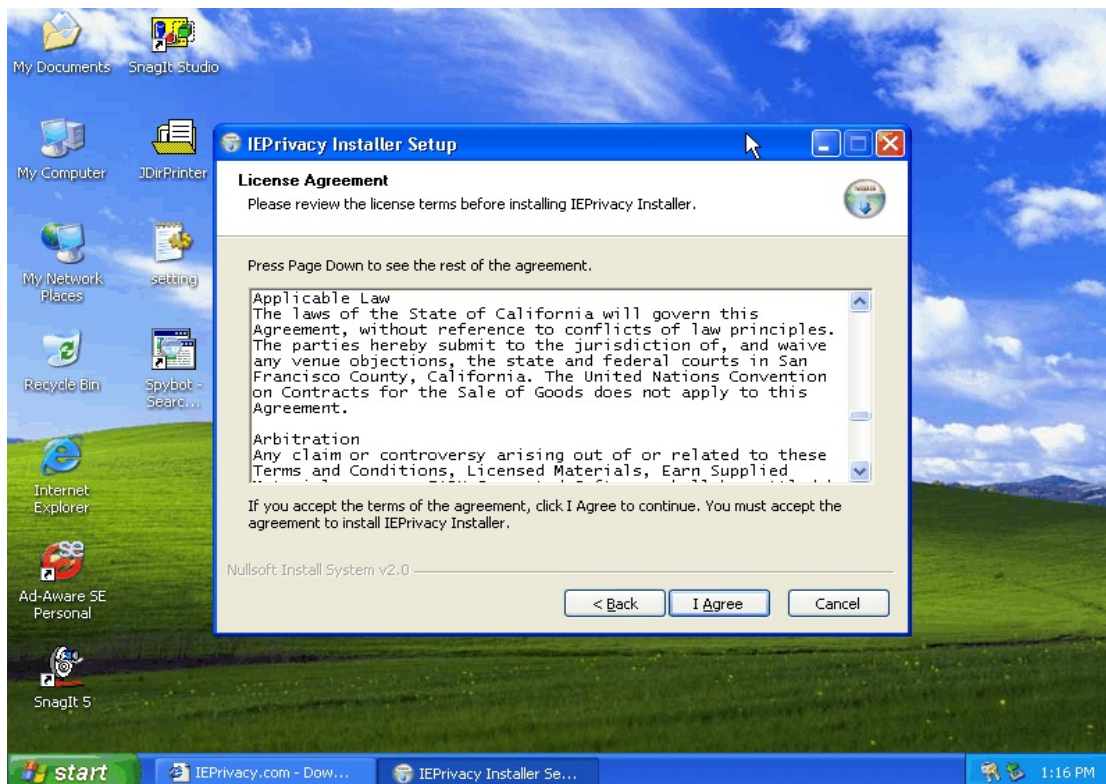 My Documents
SnagIt Studio
My Computer
JDirPrinter
My Network
Places
setting
Recycle Bin
Spybot -
Searc...
Internet
Explorer
Ad-Aware SE
Personal
SnagIt 5
IEPrivacy Installer Setup
License Agreement
Please review the license terms before installing IEPrivacy Installer.
Press Page Down to see the rest of the agreement.
Applicable Law
The laws of the State of California will govern this
Agreement, without reference to conflicts of law principles.
The parties hereby submit to the jurisdiction of, and waive
any venue objections, the state and federal courts in San
Francisco County, California. The United Nations Convention
on Contracts for the Sale of Goods does not apply to this
Agreement.
Arbitration
Any claim or controversy arising out of or related to these
Terms and Conditions, Licensed Materials, Earn Supplied
If you accept the terms of the agreement, click I Agree to continue. You must accept the
agreement to install IEPrivacy Installer.
Nullsoft Install System v2.0
< Back
I Agree
Cancel
start
IEPrivacy.com - Dow...
IEPrivacy Installer Se...
1:16 PM